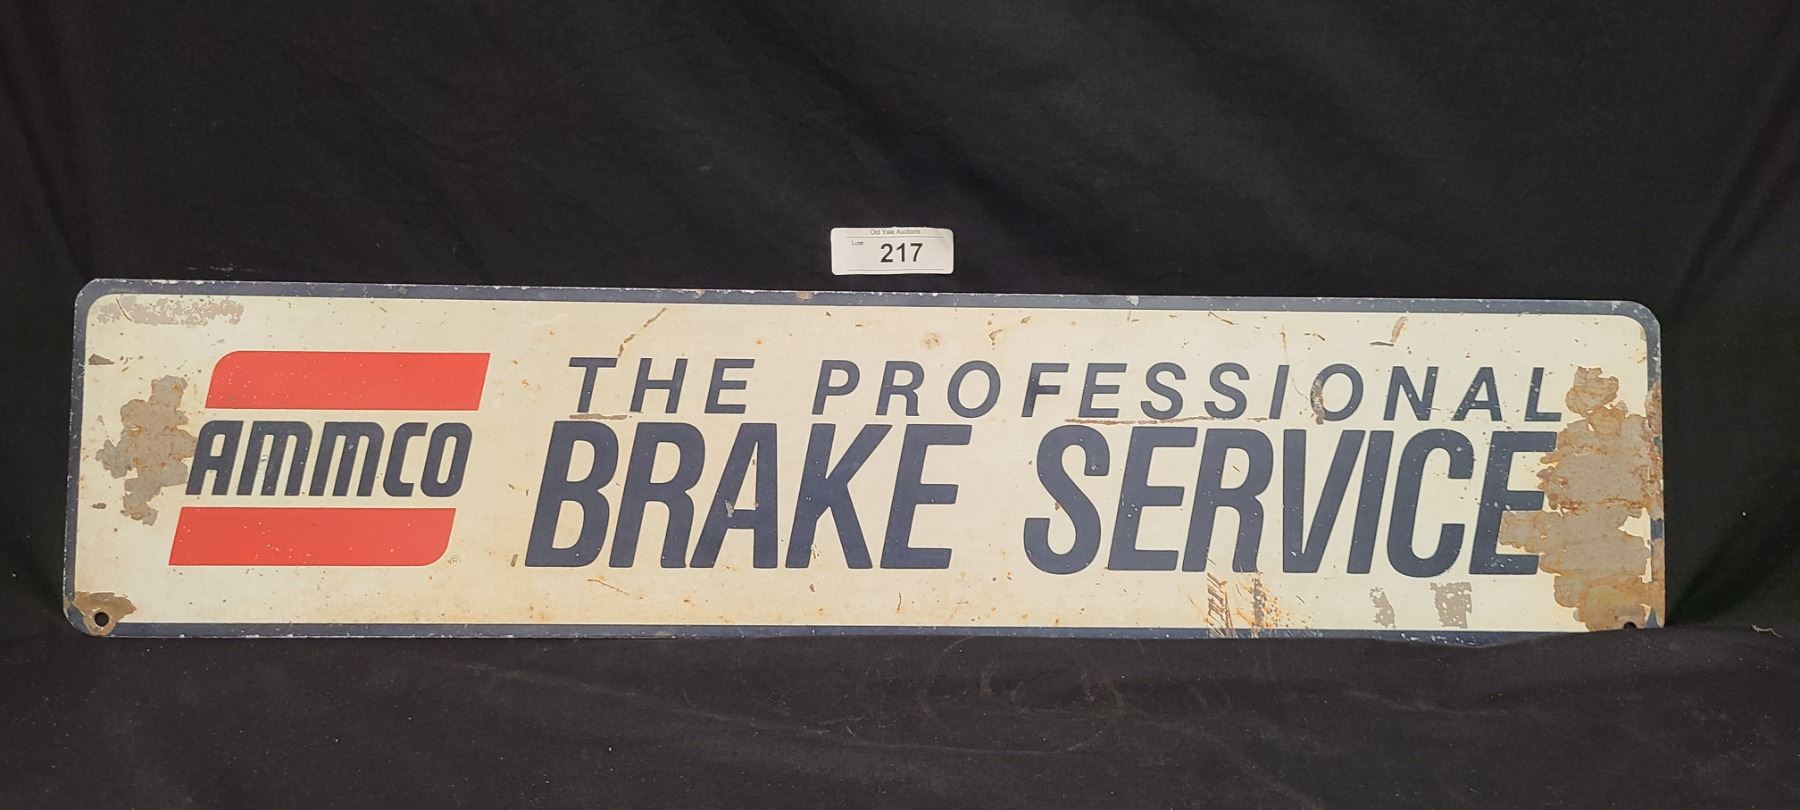 Old Yale Auctions
Lot# 217
THE PROFESSIONAL
AMMCO
BRAKE SERVICE
®